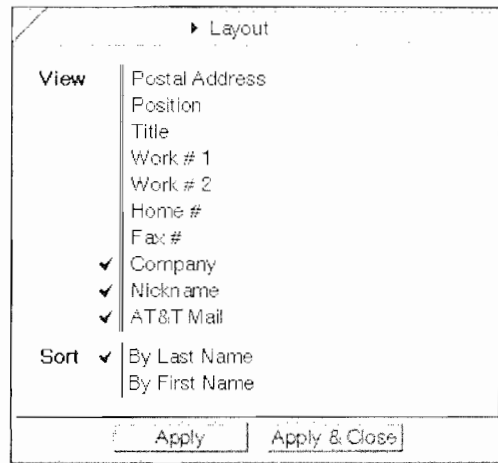 Layout
View Postal Address
Position
Title
Work # 1
Work # 2
Home #
Fax #
✔ Company
✔ Nickname
✔ AT&T Mail
Sort ✔ By Last Name
By First Name
Apply Apply & Close